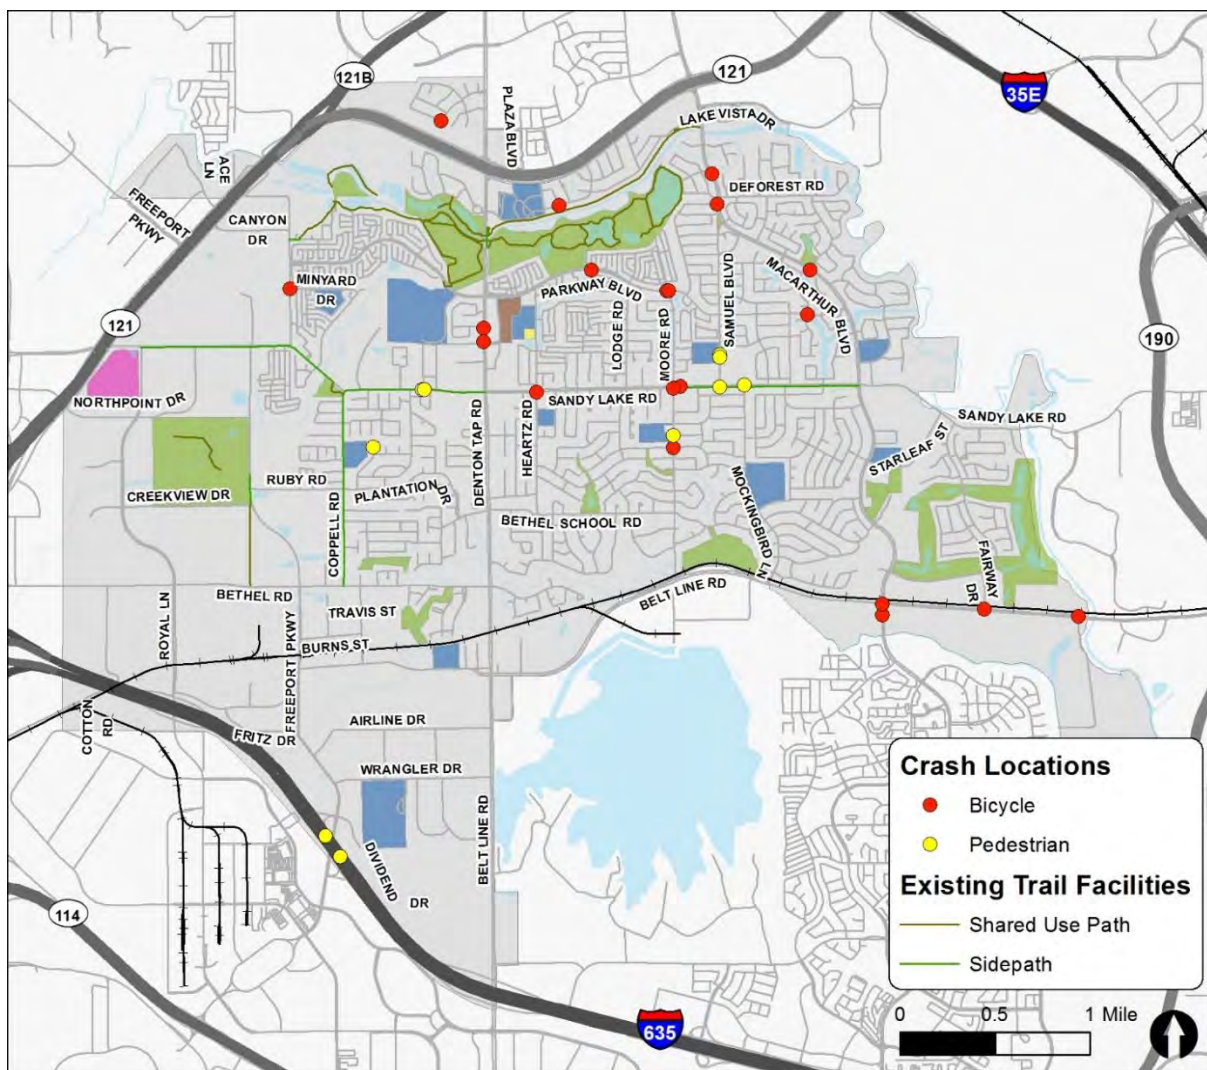 121B
121
35E
PLAZA BLVD
LAKE VISTA DR
ACE
LN
FREEPORT
PKWY
CANYON
DR
DEFOREST RD
MINYARD
DR
PARKWAY BLVD
SAMUEL BLVD
MACARTHUR BLVD
LODGE RD
MOORE RD
121
190
NORTHPOINT DR
SANDY LAKE RD
SANDY LAKE RD
DENTON TAP RD
HEARTZ RD
STARLEAF ST
RUBY RD
CREEKVIEW DR
PLANTATION
DR
COPPELL RD
BETHEL SCHOOL RD
MOCKINGBIRD LN
FAIRWAY
DR
BETHEL RD
BELT LINE RD
TRAVIS ST
ROYAL LN
FREEPORT PKWY
BURNS ST
COTTON
RD
AIRLINE DR
FRITZ DR
WRANGLER DR
DIVIDEND
DR
BELT LINE RD
114
635
Crash Locations
Bicycle
Pedestrian
Existing Trail Facilities
Shared Use Path
Sidepath
0 0.5 1 Mile